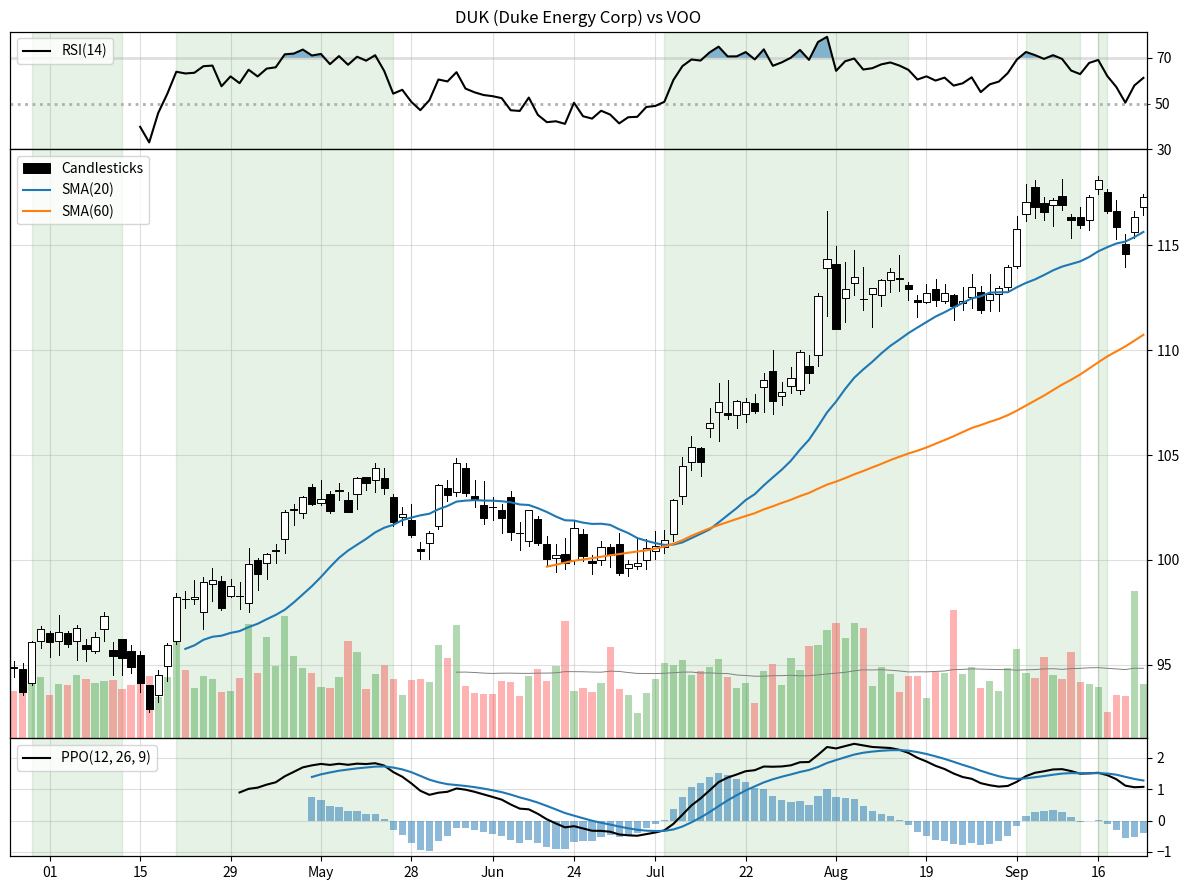 DUK (Duke Energy Corp) vs VOO
RSI(14)
70
50
30
Candlesticks
SMA(20)
SMA(60)
115
110
105
100
95
PPO(12, 26, 9)
2
1
0
−1
01 15 29 May 28 Jun 24 Jul 22 Aug 19 Sep 16